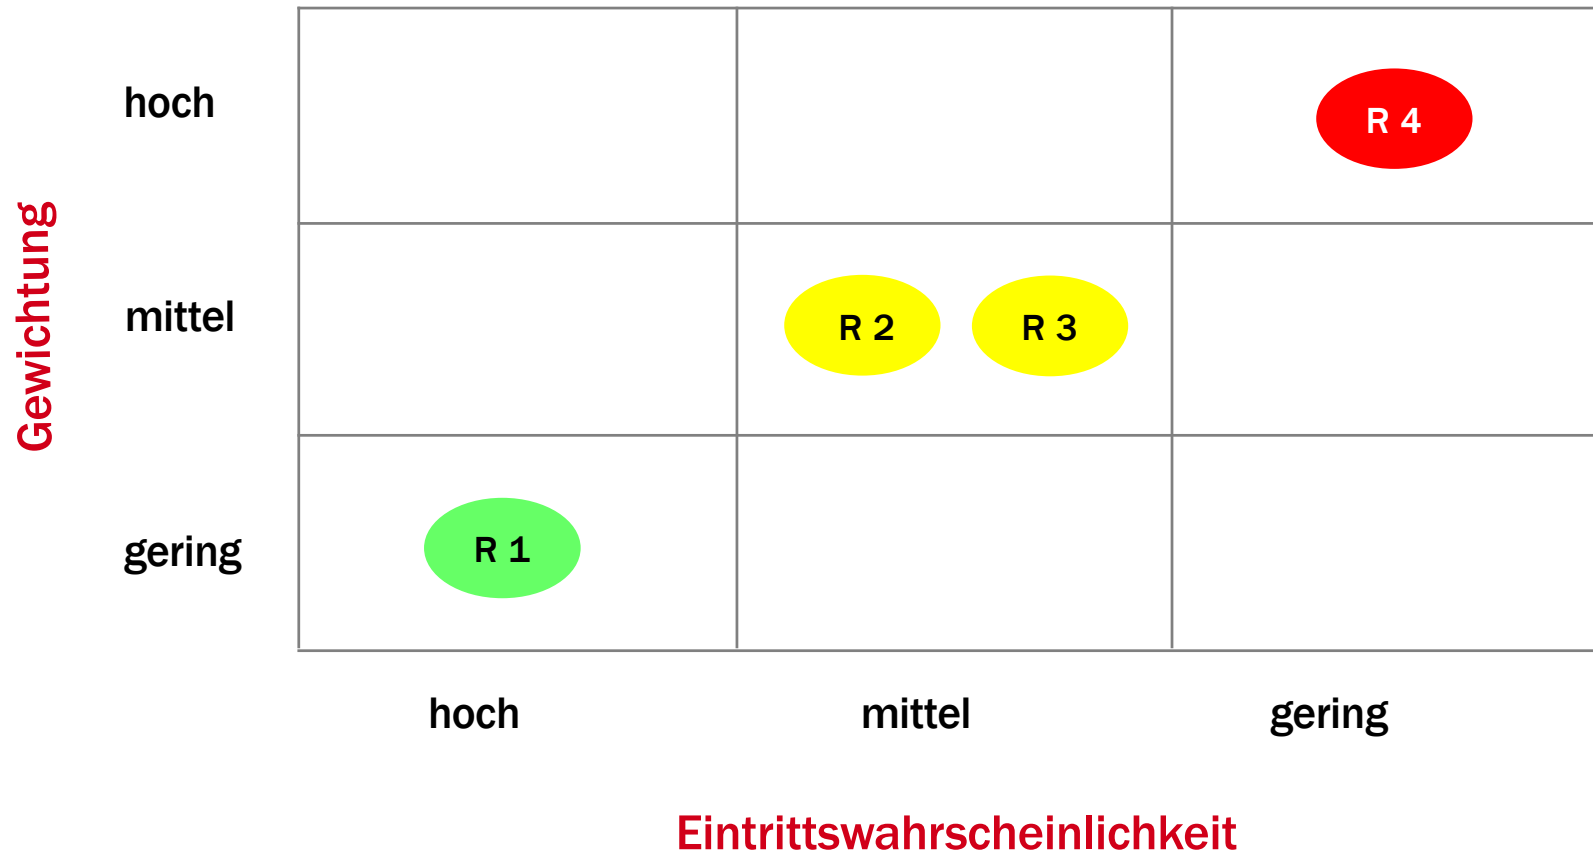 hoch
R 4
Gewichtung
mittel
R 2
R 3
gering
R 1
hoch
mittel
gering
Eintrittswahrscheinlichkeit